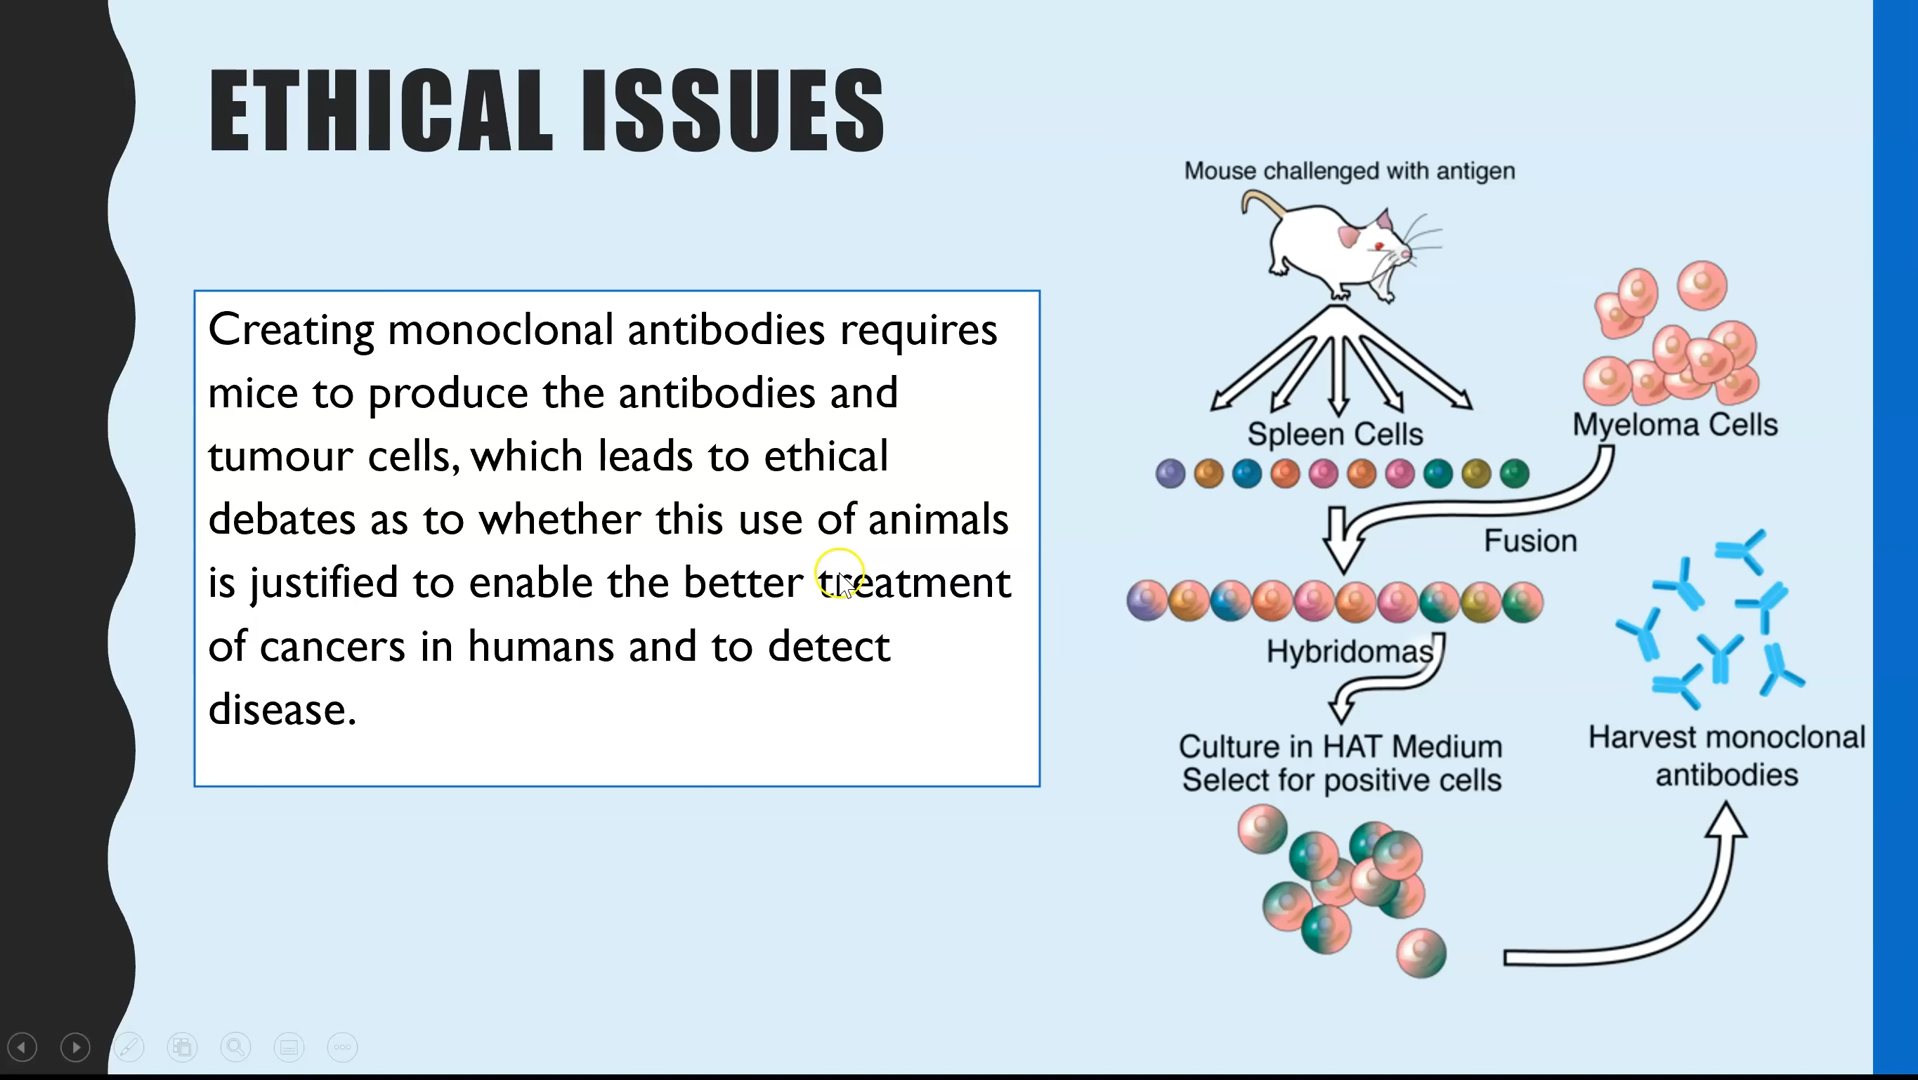 ETHICAL ISSUES
Creating monoclonal antibodies requires
mice to produce the antibodies and
tumour cells, which leads to ethical
debates as to whether this use of animals
is justified to enable the better treatment
of cancers in humans and to detect
disease.
Mouse challenged with antigen
Spleen Cells
Myeloma Cells
Fusion
Hybridomas
Culture in HAT Medium
Select for positive cells
Harvest monoclonal
antibodies